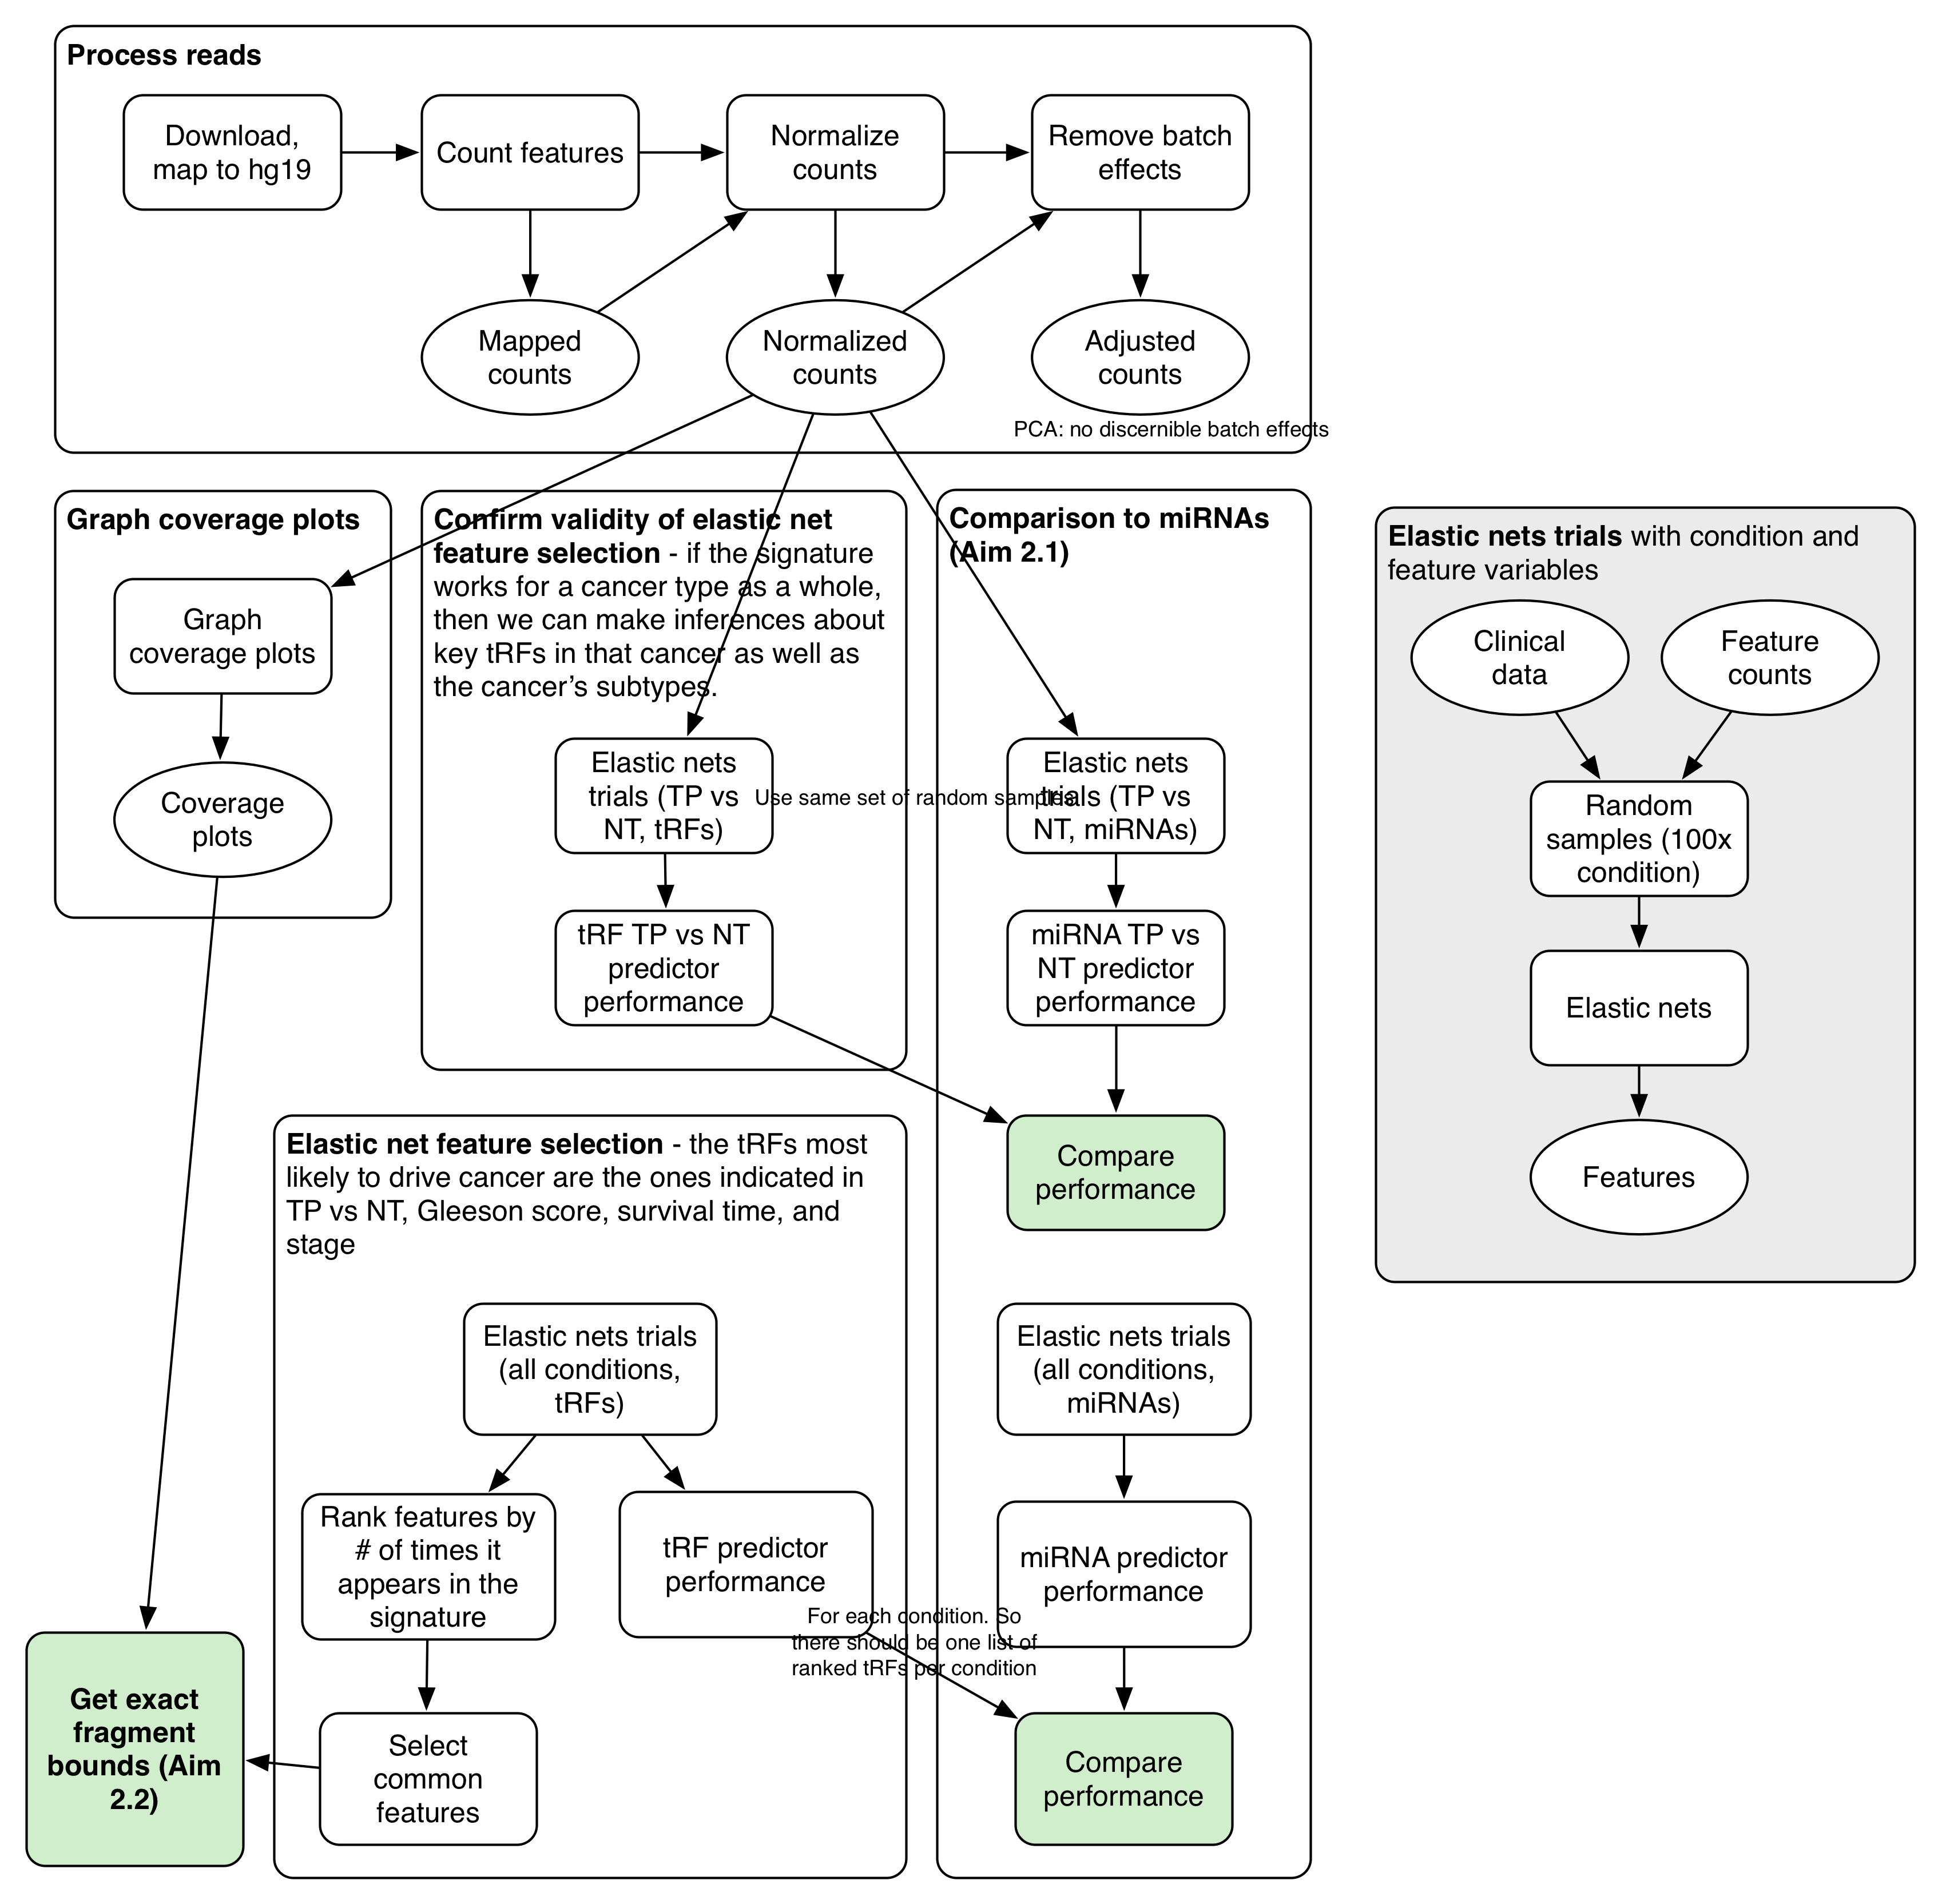 Process reads
Download,
map to hg19
Count features
Normalize
counts
Remove batch
effects
Mapped
counts
Normalized
counts
Adjusted
counts
PCA: no discernible batch effects
Graph coverage plots
Graph
coverage plots
Coverage
plots
Confirm validity of elastic net
feature selection - if the signature
works for a cancer type as a whole,
then we can make inferences about
key tRFs in that cancer as well as
the cancer's subtypes.
Elastic nets
trials (TP vs
NT, tRFs)
Use same set of random samples
tRF TP vs NT
predictor
performance
Comparison to miRNAs
(Aim 2.1)
Elastic nets
trials (TP vs
NT, miRNAs)
miRNA TP vs
NT predictor
performance
Compare
performance
Elastic nets trials
(all conditions,
miRNAs)
miRNA predictor
performance
Compare
performance
Elastic net feature selection - the tRFs most
likely to drive cancer are the ones indicated in
TP vs NT, Gleeson score, survival time, and
stage
Elastic nets trials
(all conditions,
tRFs)
Rank features by
# of times it
appears in the
signature
tRF predictor
performance
For each condition. So
there should be one list of
ranked tRFs per condition
Select
common
features
Get exact
fragment
bounds (Aim
2.2)
Elastic nets trials with condition and
feature variables
Clinical
data
Feature
counts
Random
samples (100x
condition)
Elastic nets
Features